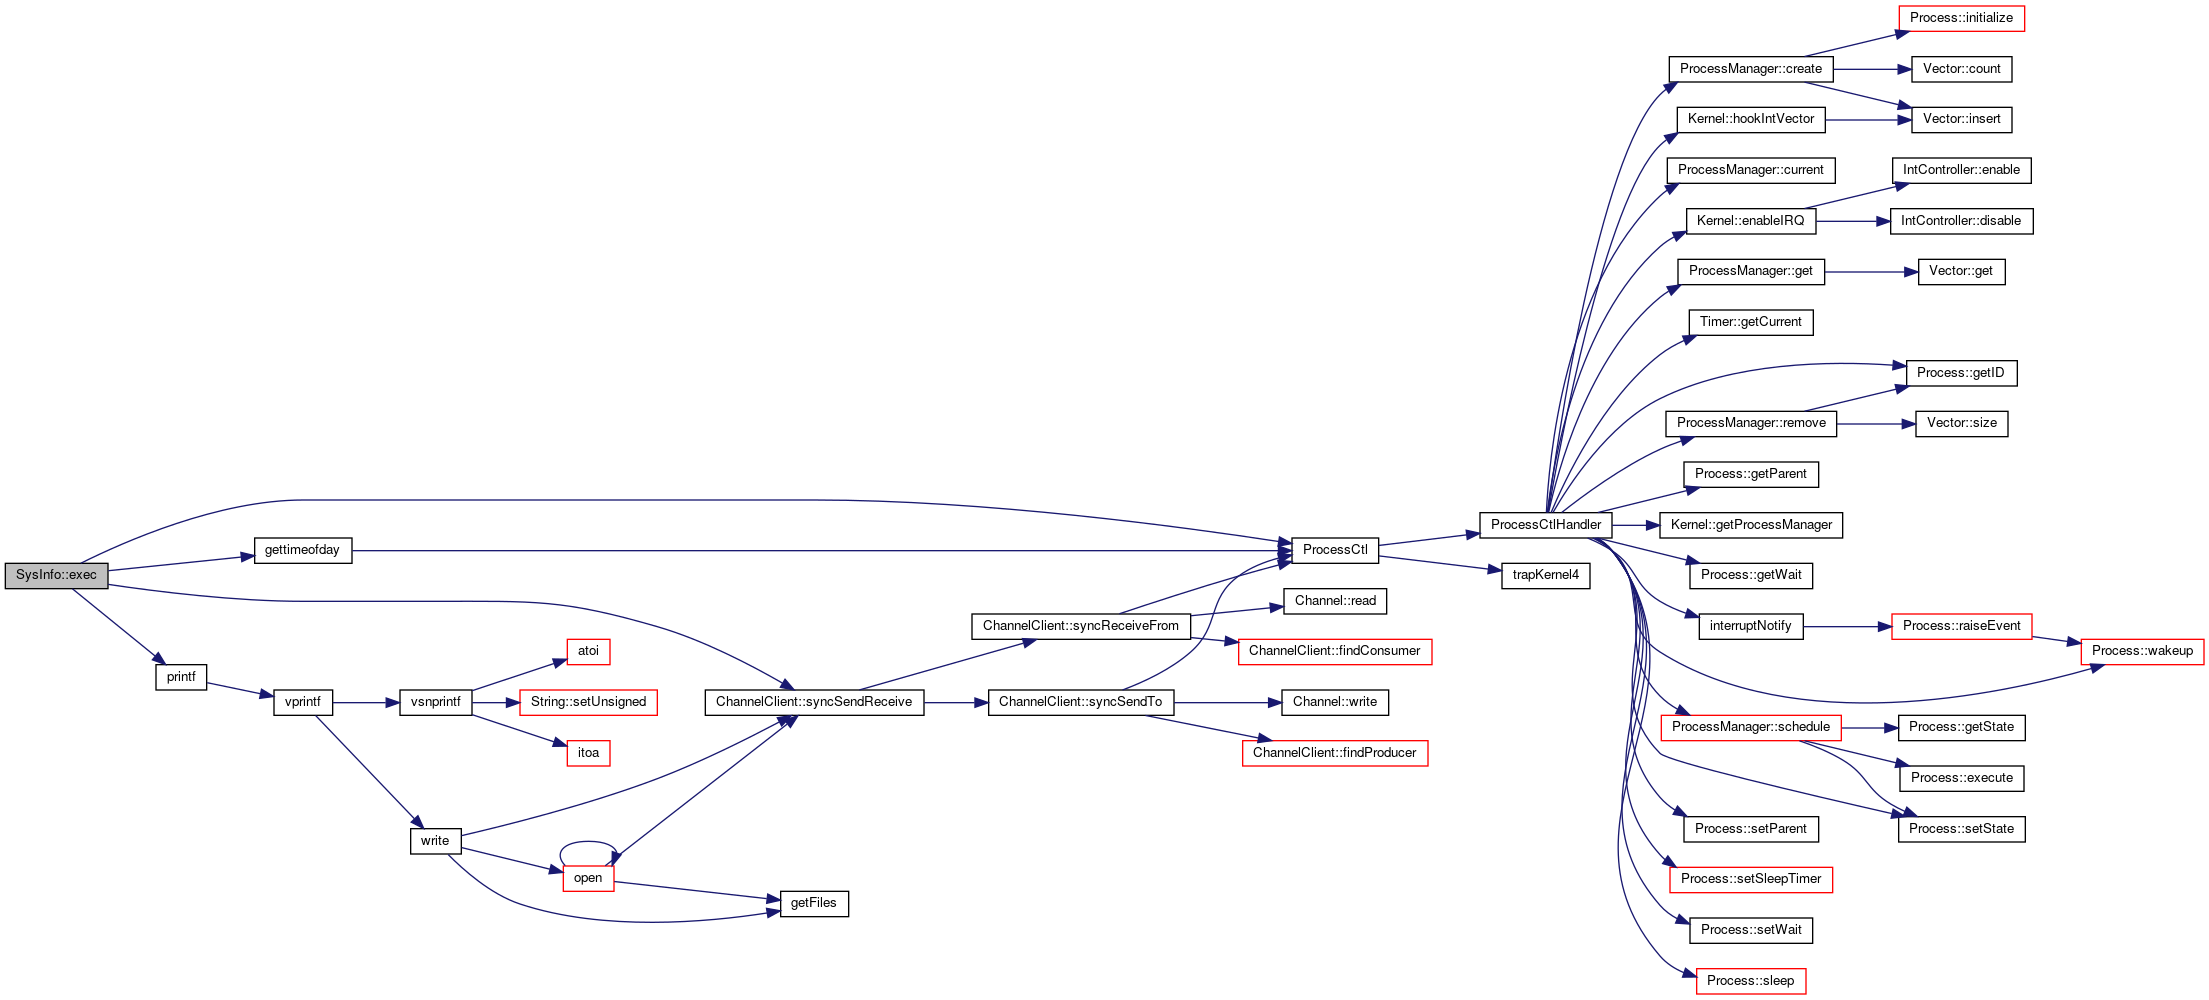 SysInfo::exec
gettimeofday
printf
vprintf
vsnprintf
write
atoi
String::setUnsigned
itoa
open
getFiles
ChannelClient::syncSendReceive
ChannelClient::syncReceiveFrom
ChannelClient::syncSendTo
ProcessCtl
Channel::read
ChannelClient::findConsumer
Channel::write
ChannelClient::findProducer
ProcessCtlHandler
trapKernel4
ProcessManager::create
Kernel::hookIntVector
ProcessManager::current
Kernel::enableIRQ
ProcessManager::get
Timer::getCurrent
ProcessManager::remove
Process::getParent
Kernel::getProcessManager
Process::getWait
interruptNotify
ProcessManager::schedule
Process::setParent
Process::setSleepTimer
Process::setWait
Process::sleep
Process::initialize
Vector::count
Vector::insert
IntController::enable
IntController::disable
Vector::get
Process::getID
Vector::size
Process::raiseEvent
Process::wakeup
Process::getState
Process::execute
Process::setState